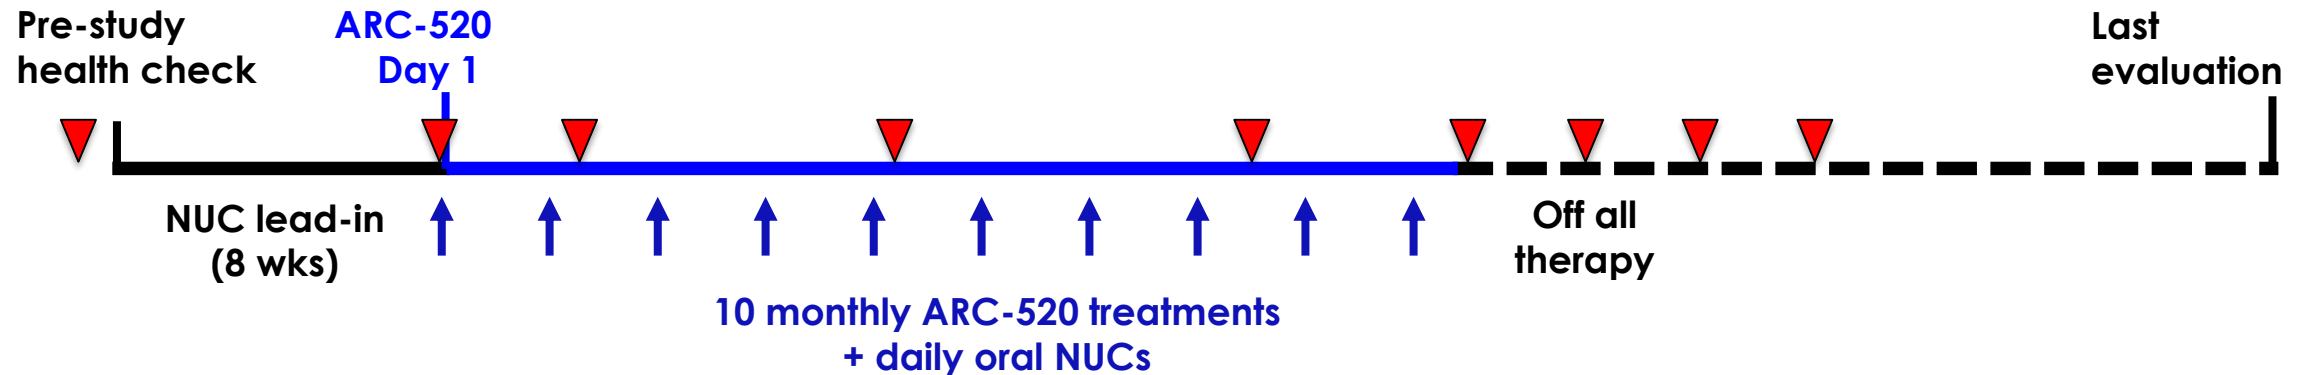 Pre-study
health check
ARC-520
Day 1
Last
evaluation
NUC lead-in
(8 wks)
Off all
therapy
10 monthly ARC-520 treatments
+ daily oral NUCs